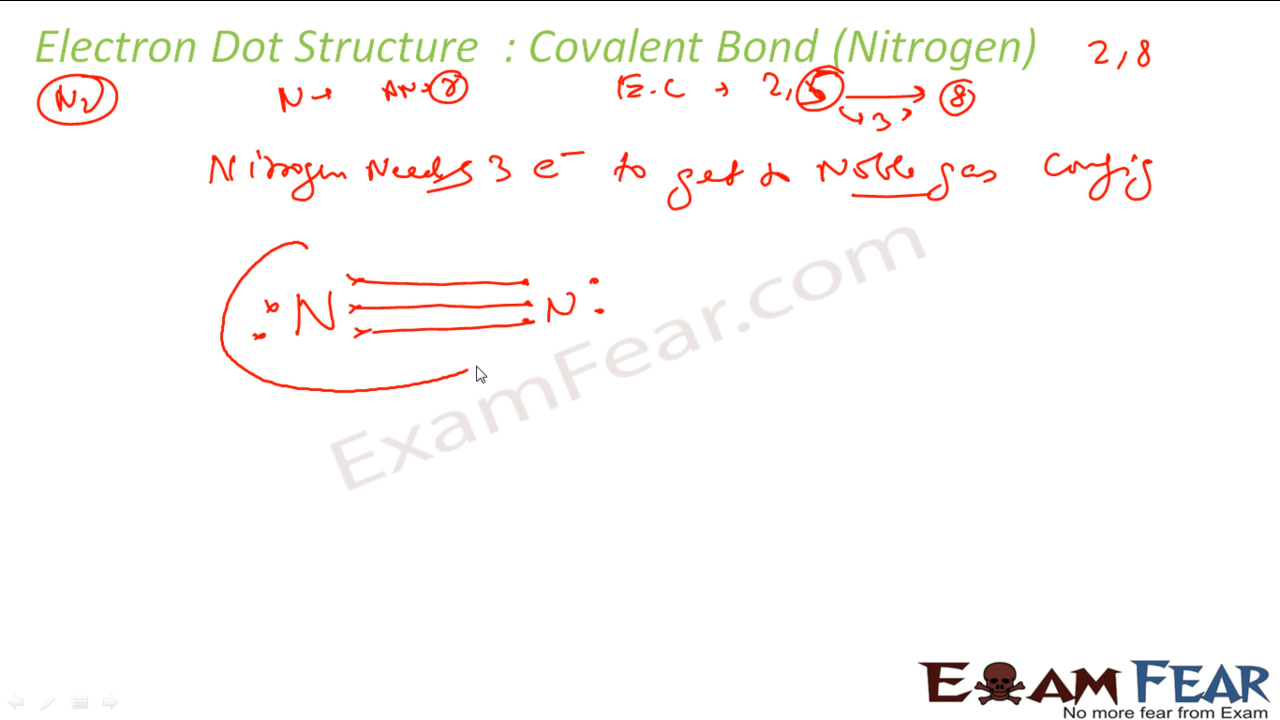 Electron Dot Structure : Covalent Bond (Nitrogen) 2,8
N2 N → AN → 7 E.C → 2,5 → 8
3
Nitrogen Needs 3 e⁻ to get to Noble gas Config
N N
ExamFear.com
EXAM FEAR
No more fear from Exam